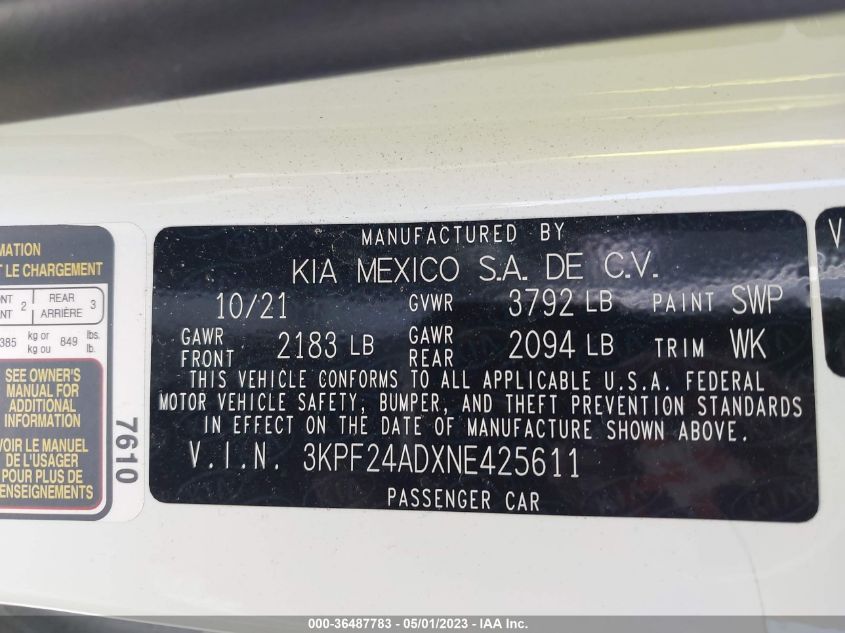 MANUFACTURED BY
KIA MEXICO S.A. DE C.V.
10/21 GVWR 3792 LB PAINT SWP
GAWR FRONT 2183 LB GAWR REAR 2094 LB TRIM WK
THIS VEHICLE CONFORMS TO ALL APPLICABLE U.S.A. FEDERAL
MOTOR VEHICLE SAFETY, BUMPER, AND THEFT PREVENTION STANDARDS
IN EFFECT ON THE DATE OF MANUFACTURE SHOWN ABOVE.
V.I.N. 3KPF24ADXNE425611
PASSENGER CAR
MATION
T LE CHARGEMENT
NT 2 REAR 3
NT ARRIÈRE
385 kg or 849 lbs.
kg ou lb.
SEE OWNER'S
MANUAL FOR
ADDITIONAL
INFORMATION
VOIR LE MANUEL
DE L'USAGER
POUR PLUS DE
RENSEIGNEMENTS
7610
V
000-36487783 - 05/01/2023 - IAA Inc.